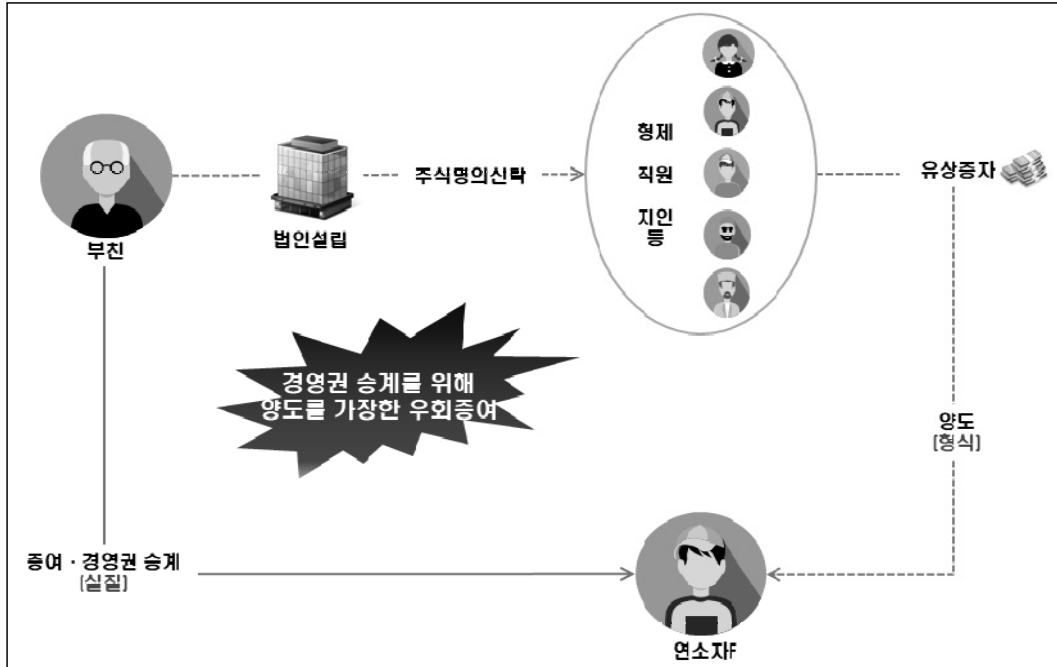 부친
법인설립
주식명의신탁
형제
직원
지인
등
유상증자
경영권 승계를 위해
양도를 가장한 우회증여
양도
(형식)
증여 · 경영권 승계
(실질)
연소자F